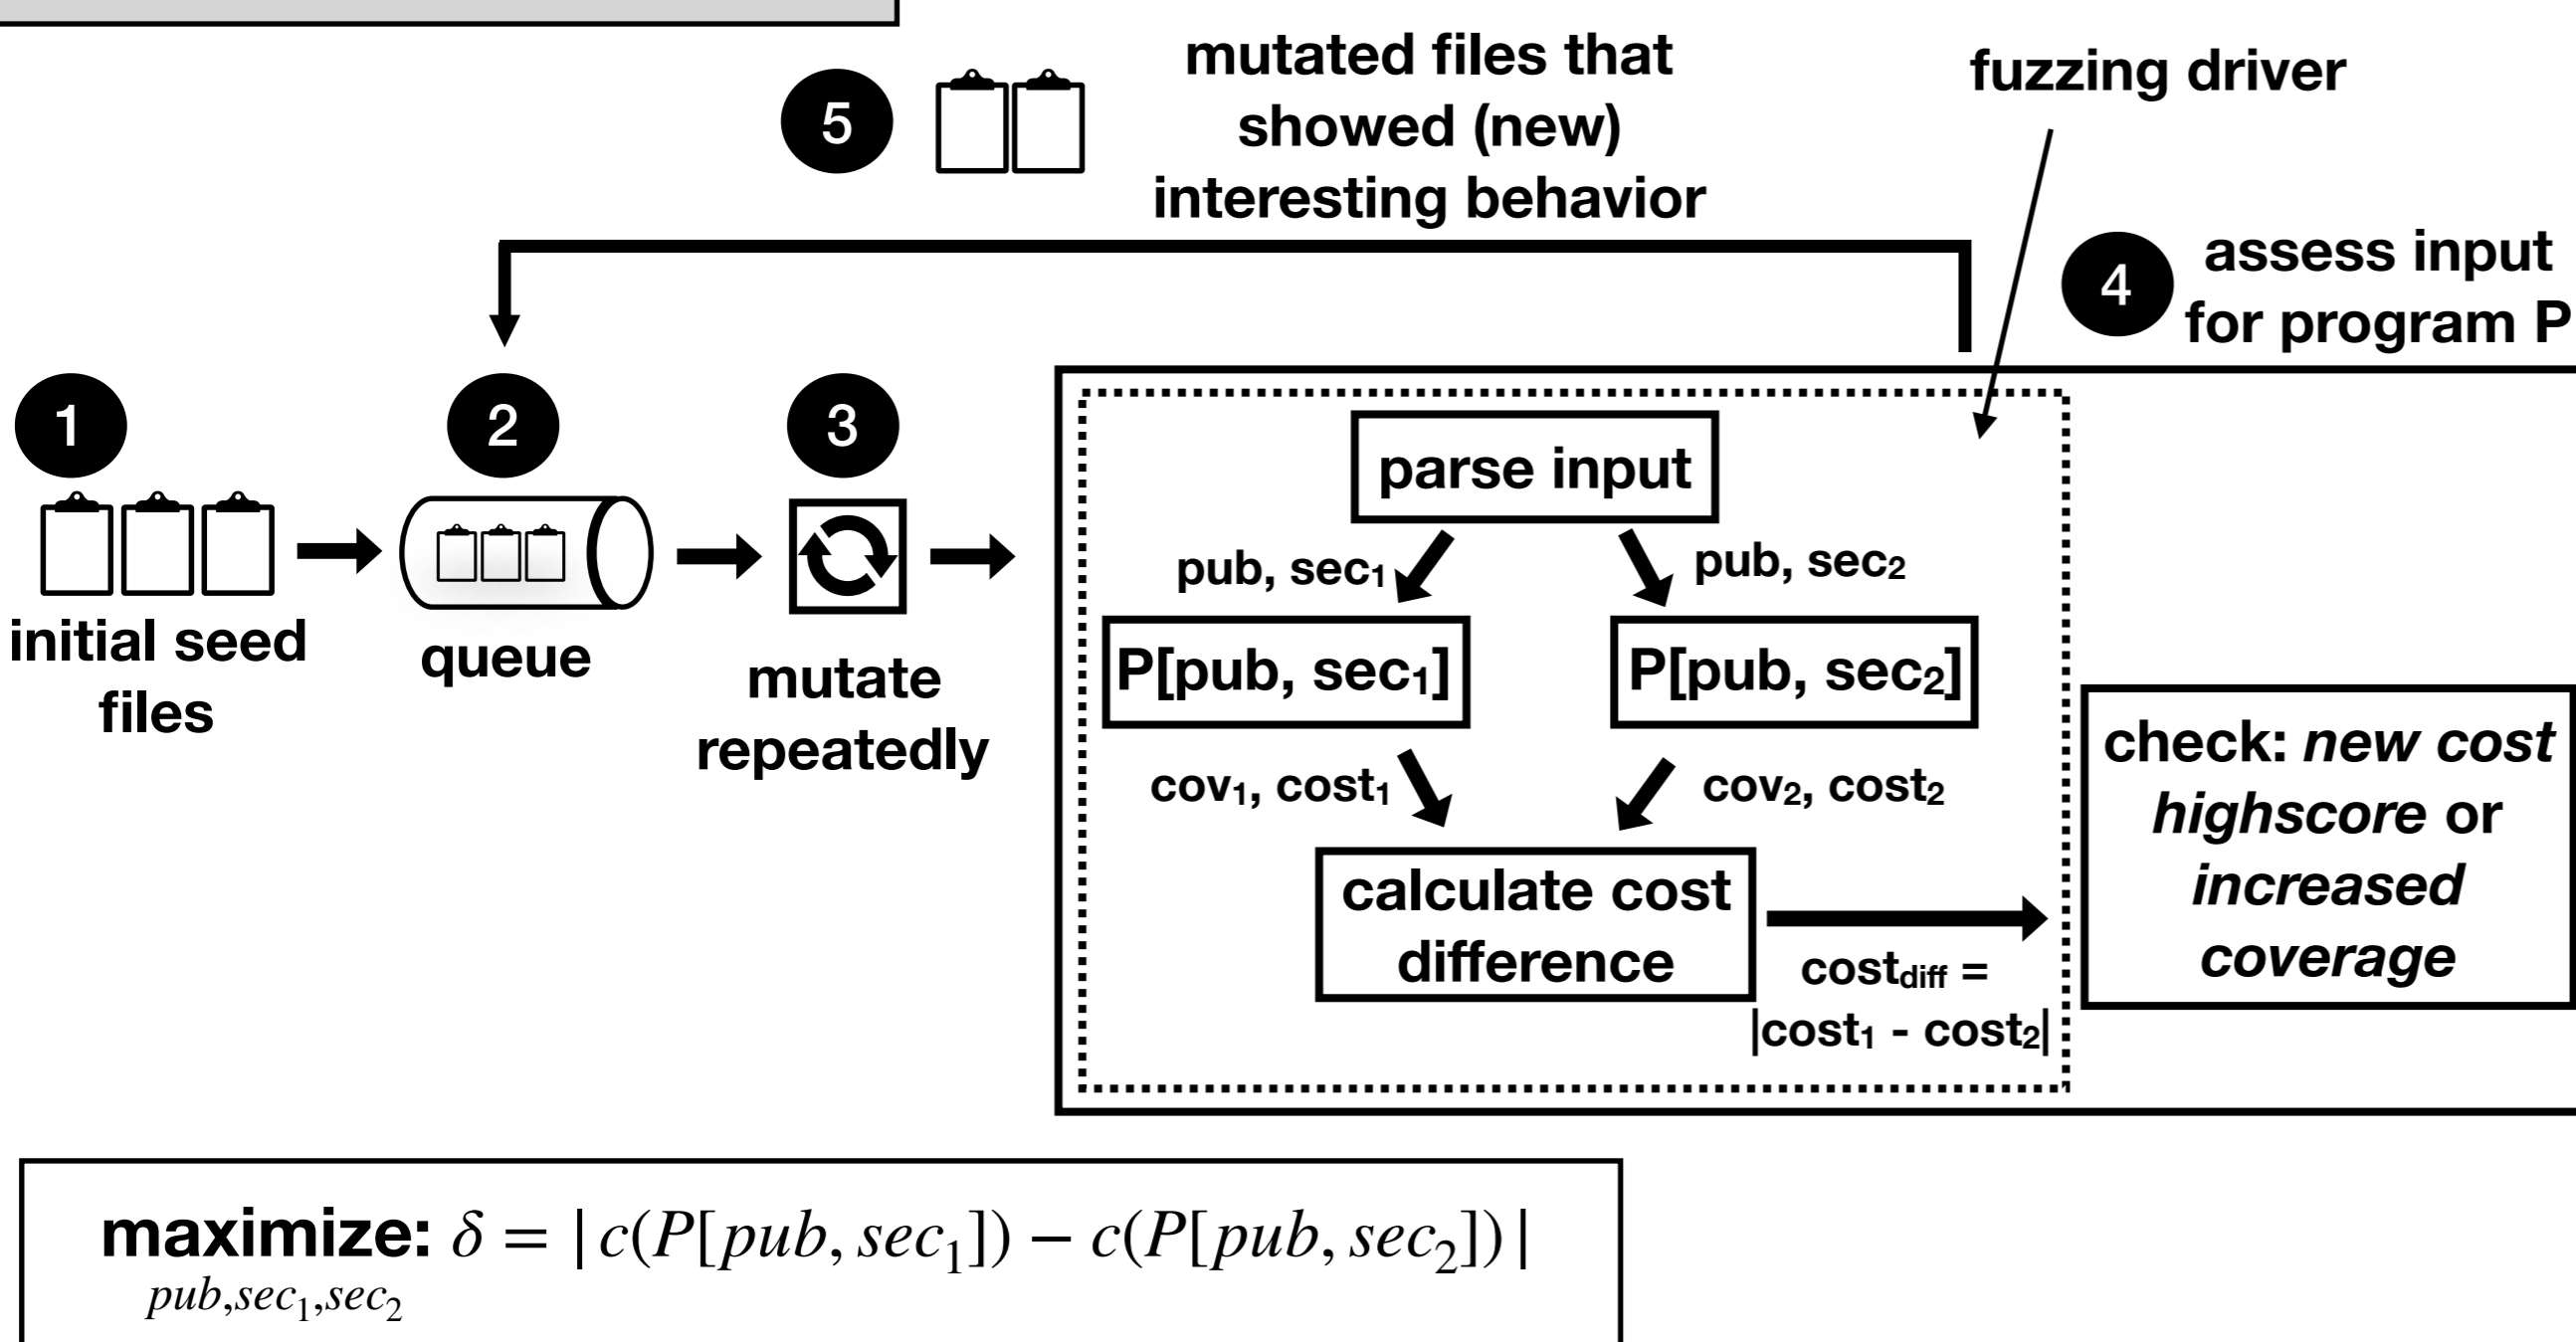 5
mutated files that
showed (new)
interesting behavior
fuzzing driver
4
assess input
for program P
1
initial seed
files
2
queue
3
mutate
repeatedly
parse input
pub, sec₁
pub, sec₂
P[pub, sec₁]
P[pub, sec₂]
cov₁, cost₁
cov₂, cost₂
calculate cost
difference
cost_diff =
|cost₁ - cost₂|
check: new cost
highscore or
increased
coverage
maximize: δ = | c(P[pub, sec₁]) − c(P[pub, sec₂]) |
pub,sec₁,sec₂